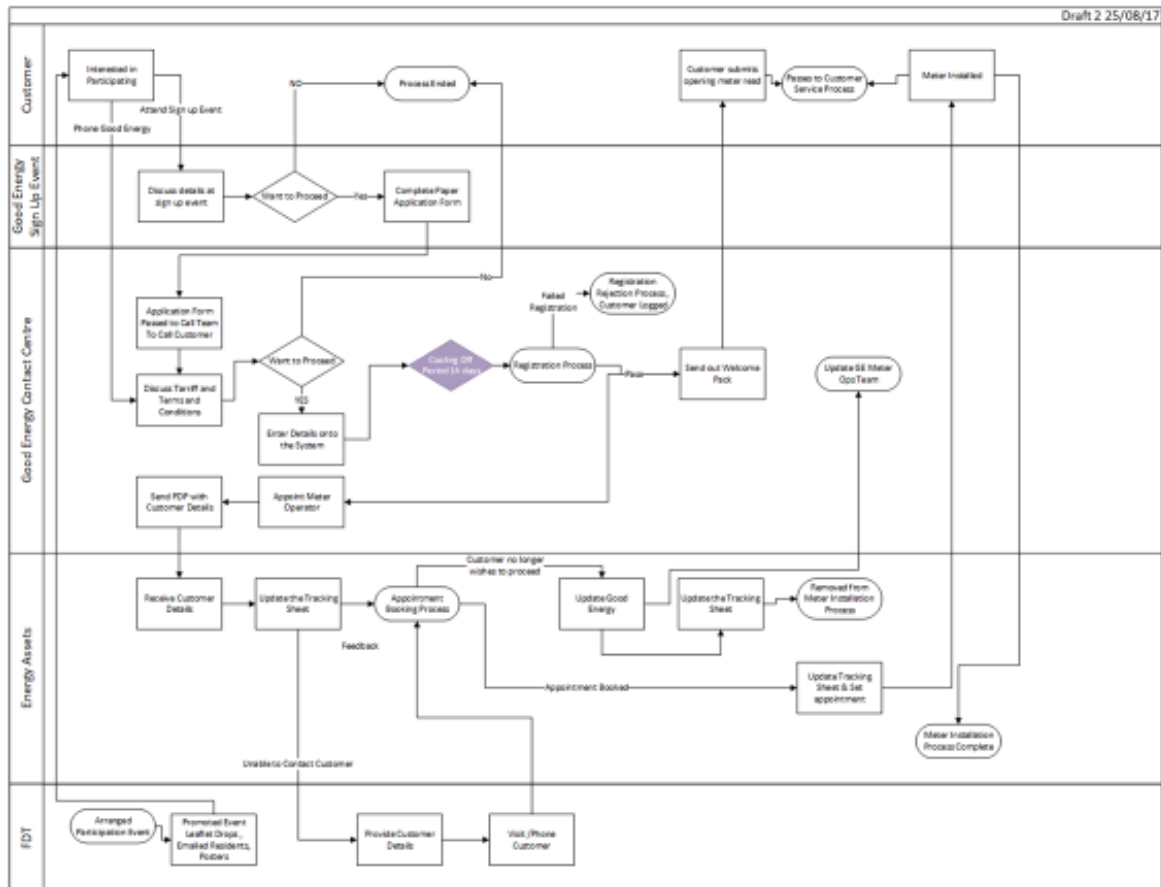 Draft 2 25/08/17
Customer
Interested in
Participating
Attend Sign up Event
Phone Good Energy
NO
Process Ended
Customer submits
opening meter read
Passes to Customer
Service Process
Meter Installed
Good Energy
Sign Up Event
Discuss details at
sign up event
Want to Proceed
Yes
Complete Paper
Application Form
Good Energy Contact Centre
No
Application Form
Passed to Call Team
To Call Customer
Discuss Tarriff and
Terms and
Conditions
Want to Proceed
YES
Enter Details onto
the System
Cooling Off
Period 14 days
Registration Process
Failed
Registration
Registration
Rejection Process,
Customer Logged
Pass
Send out Welcome
Pack
Update SE Meter
Ops Team
Send PDP with
Customer Details
Appoint Meter
Operator
Energy Assets
Receive Customer
Details
Update the Tracking
Sheet
Feedback
Appointment
Booking Process
Customer no longer
wishes to proceed
Update Good
Energy
Update the Tracking
Sheet
Removed from
Meter Installation
Process
Appointment Booked
Update Tracking
Sheet & Set
appointment
Meter Installation
Process Complete
Unable to Contact Customer
FDT
Arranged
Participation Event
Promoted Event
Leaflet Drops,
Emailed Residents,
Posters
Provide Customer
Details
Visit /Phone
Customer